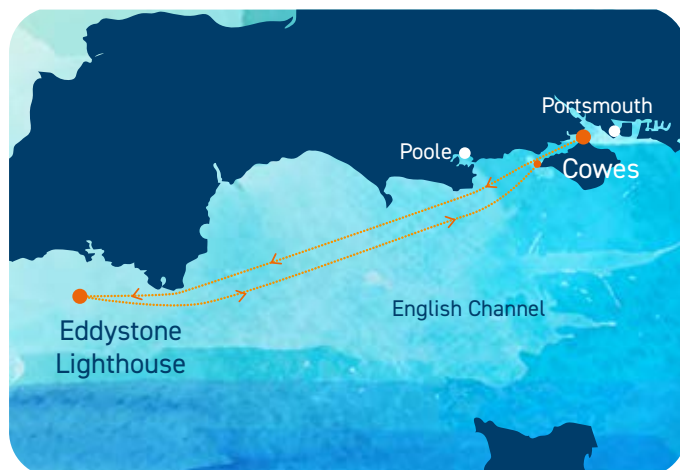 Portsmouth
Poole
Cowes
English Channel
Eddystone
Lighthouse